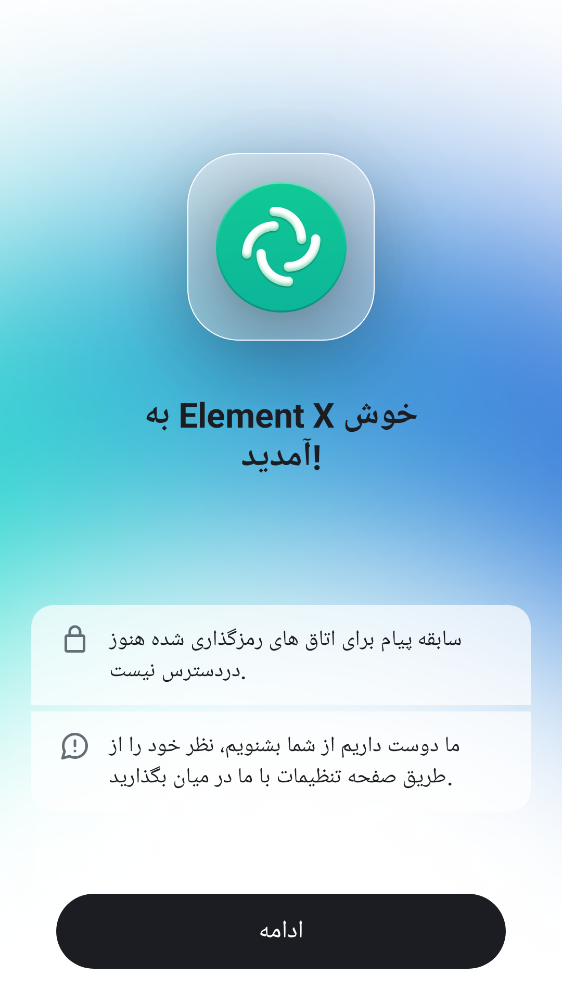 به Element X خوش
آمدید!
سابقه پیام برای اتاق های رمزگذاری شده هنوز
دردسترس نیست.
ما دوست داریم از شما بشنویم، نظر خود را از
طریق صفحه تنظیمات با ما در میان بگذارید.
ادامه